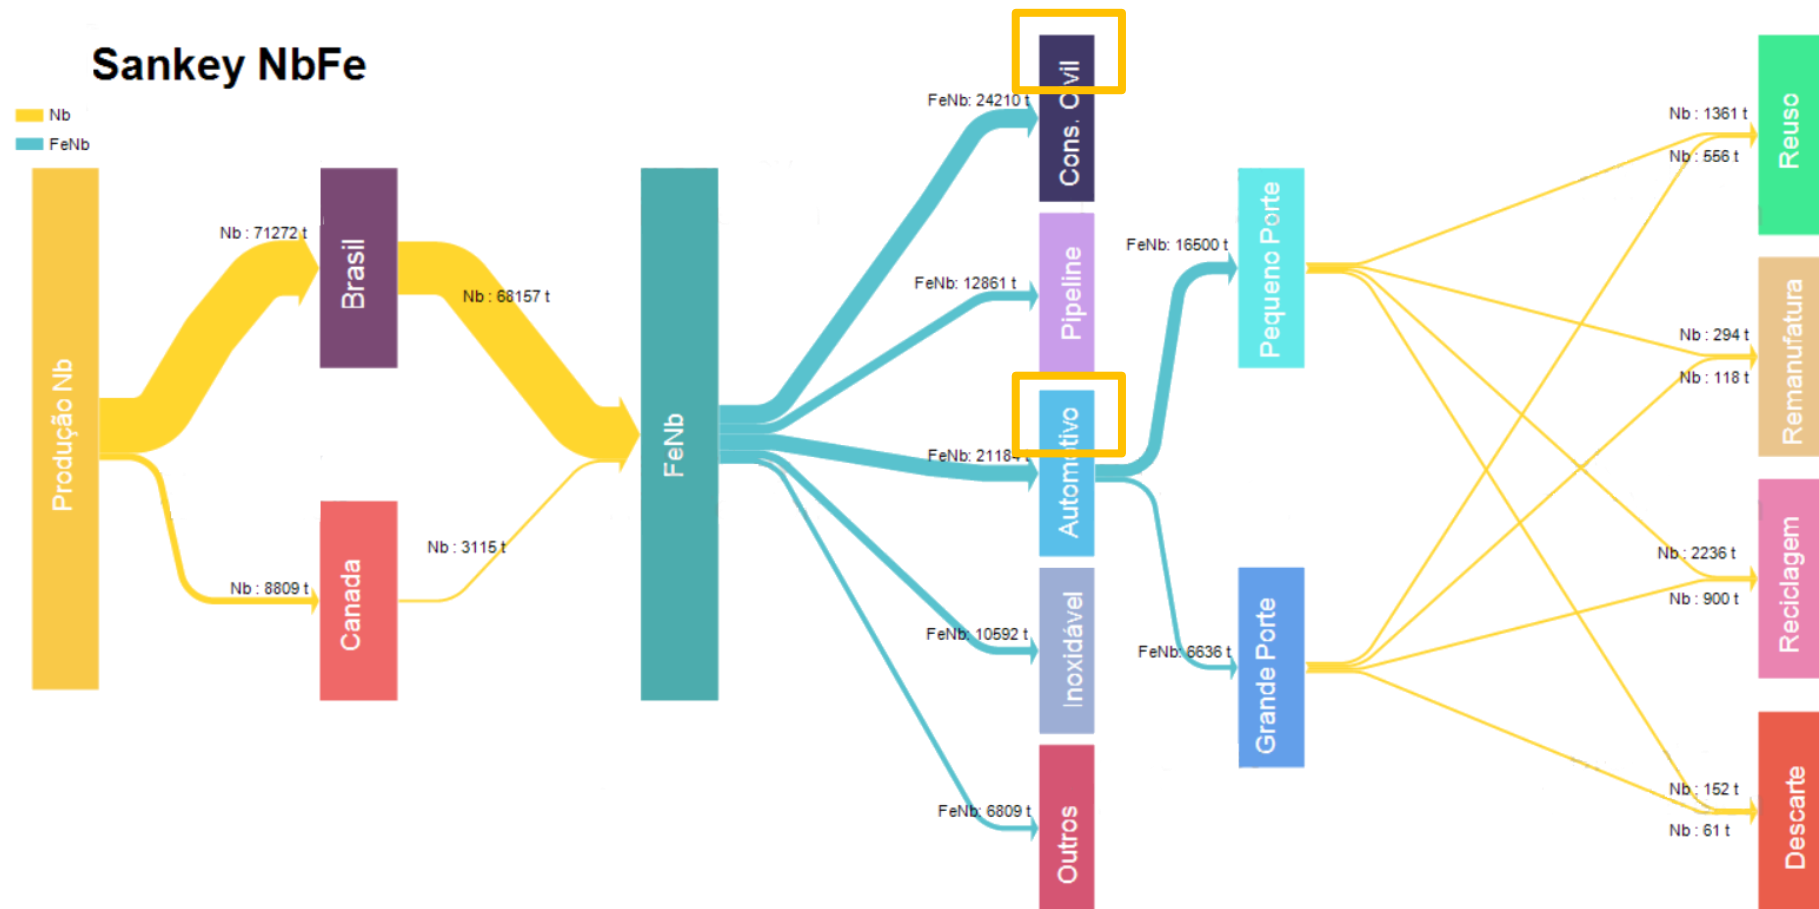 Sankey NbFe
Nb
FeNb
Produção Nb
Nb : 71272 t
Nb : 8809 t
Brasil
Canada
Nb : 68157 t
Nb : 3115 t
FeNb
FeNb: 24210 t
FeNb: 12861 t
FeNb: 21184 t
FeNb: 10592 t
FeNb: 6809 t
Cons. Civil
Pipeline
Automotivo
Inoxidável
Outros
FeNb: 16500 t
FeNb: 6636 t
Pequeno Porte
Grande Porte
Nb : 1361 t
Nb : 556 t
Nb : 294 t
Nb : 118 t
Nb : 2236 t
Nb : 900 t
Nb : 152 t
Nb : 61 t
Reuso
Remanufatura
Reciclagem
Descarte